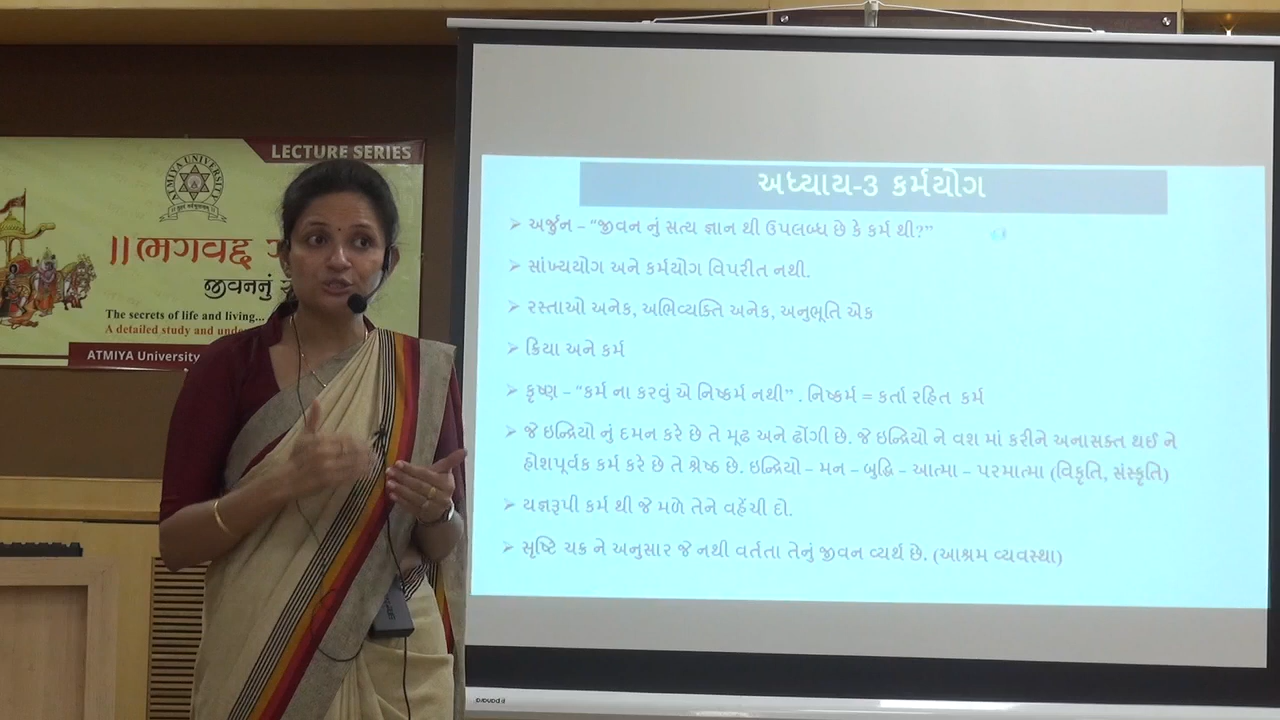 LECTURE SERIES
ATMIYA UNIVERSITY
॥ભગવદ્
જીવનનું
The secrets of life and living...
A detailed study and
ATMIYA University
અધ્યાય-૩ કર્મયોગ
➢ અર્જુન – “જીવન નું સત્ય જ્ઞાન થી ઉપલબ્ધ છે કે કર્મ થી?”
➢ સાંખ્યયોગ અને કર્મયોગ વિપરીત નથી.
➢ રસ્તાઓ અનેક, અભિવ્યક્તિ અનેક, અનુભૂતિ એક
➢ ક્રિયા અને કર્મ
➢ કૃષ્ણ – “કર્મ ના કરવું એ નિષ્કર્મ નથી” . નિષ્કર્મ = કર્તા રહિત કર્મ
➢ જે ઇન્દ્રિયો નું દમન કરે છે તે મૂઢ અને ઢોંગી છે. જે ઇન્દ્રિયો ને વશ માં કરીને અનાસક્ત થઈ ને
હોશપૂર્વક કર્મ કરે છે તે શ્રેષ્ઠ છે. ઇન્દ્રિયો – મન – બુદ્ધિ – આત્મા – પરમાત્મા (વિકૃતિ, સંસ્કૃતિ)
➢ યજ્ઞરૂપી કર્મ થી જે મળે તેને વહેંચી દો.
➢ સૃષ્ટિ ચક્ર ને અનુસાર જે નથી વર્તતા તેનું જીવન વ્યર્થ છે. (આશ્રમ વ્યવસ્થા)